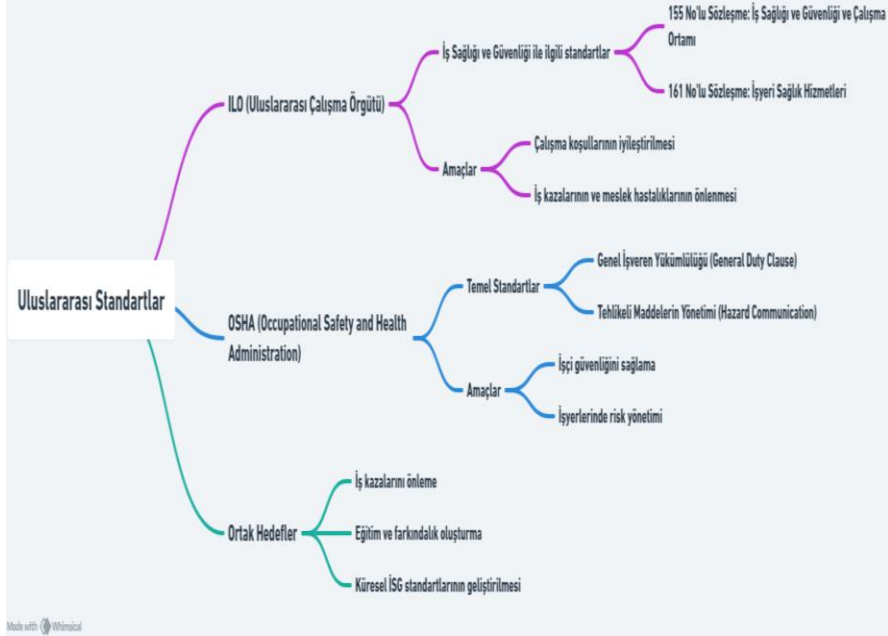 Uluslararası Standartlar
ILO (Uluslararası Çalışma Örgütü)
İş Sağlığı ve Güvenliği ile ilgili standartlar
155 No'lu Sözleşme: İş Sağlığı ve Güvenliği ve Çalışma
Ortamı
161 No'lu Sözleşme: İşyeri Sağlık Hizmetleri
Amaçlar
Çalışma koşullarının iyileştirilmesi
İş kazalarının ve meslek hastalıklarının önlenmesi
OSHA (Occupational Safety and Health
Administration)
Temel Standartlar
Genel İşveren Yükümlülüğü (General Duty Clause)
Tehlikeli Maddelerin Yönetimi (Hazard Communication)
Amaçlar
İşçi güvenliğini sağlama
İşyerlerinde risk yönetimi
Ortak Hedefler
İş kazalarını önleme
Eğitim ve farkındalık oluşturma
Küresel İSG standartlarının geliştirilmesi
Made with Whimsical